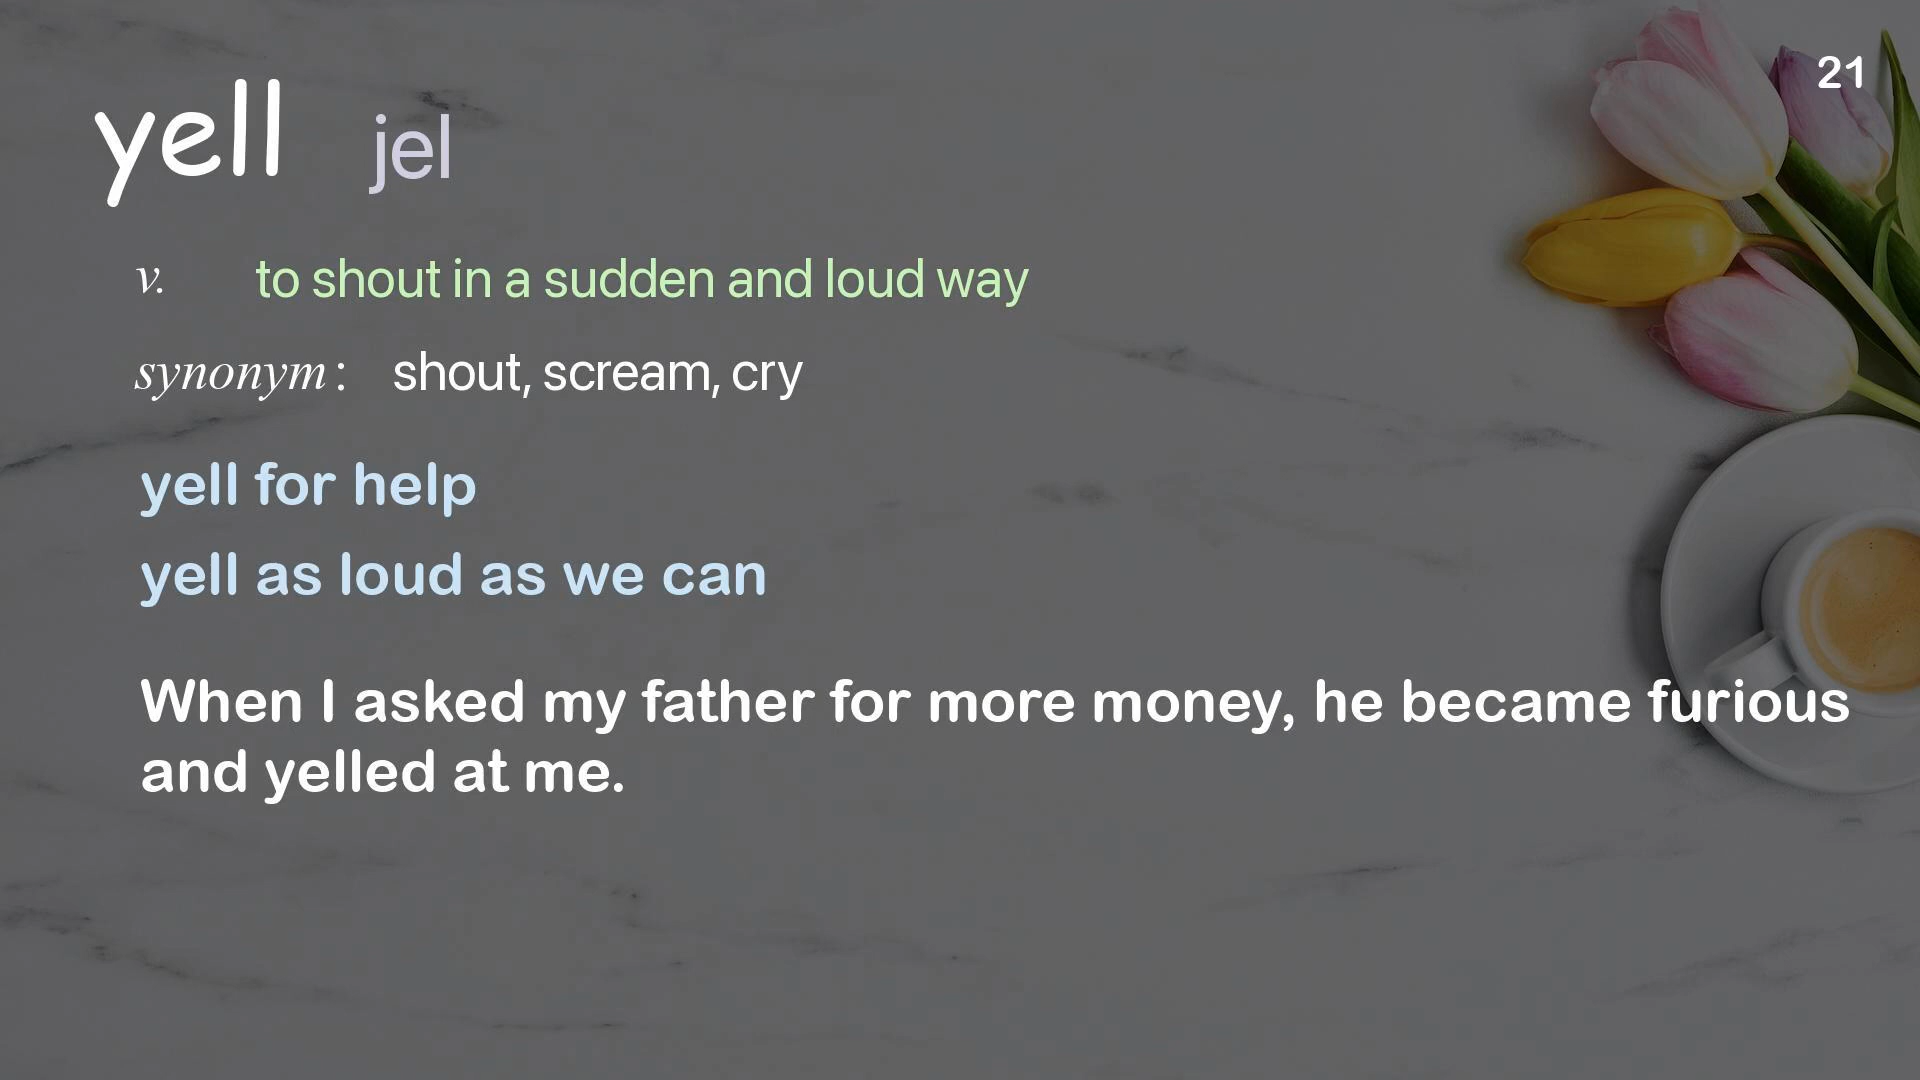 21
yell jel
v. to shout in a sudden and loud way
synonym : shout, scream, cry
yell for help
yell as loud as we can
When I asked my father for more money, he became furious
and yelled at me.